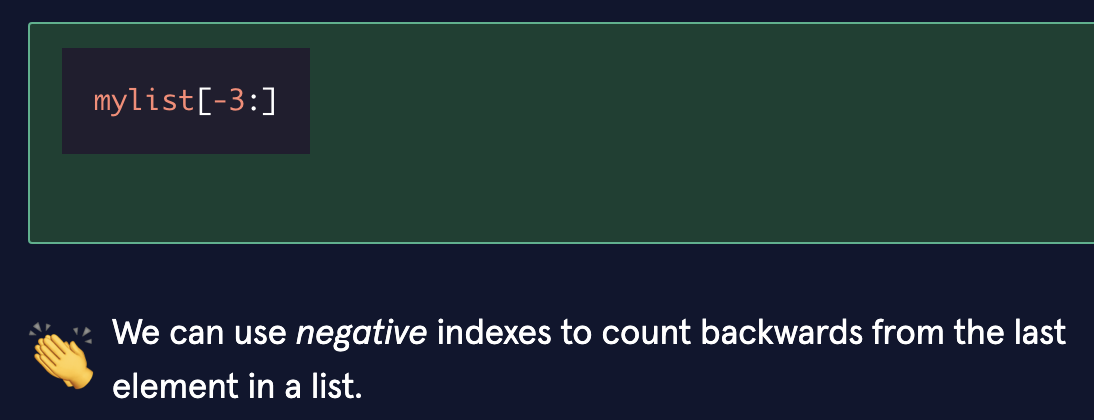 mylist[-3:]
We can use negative indexes to count backwards from the last
element in a list.